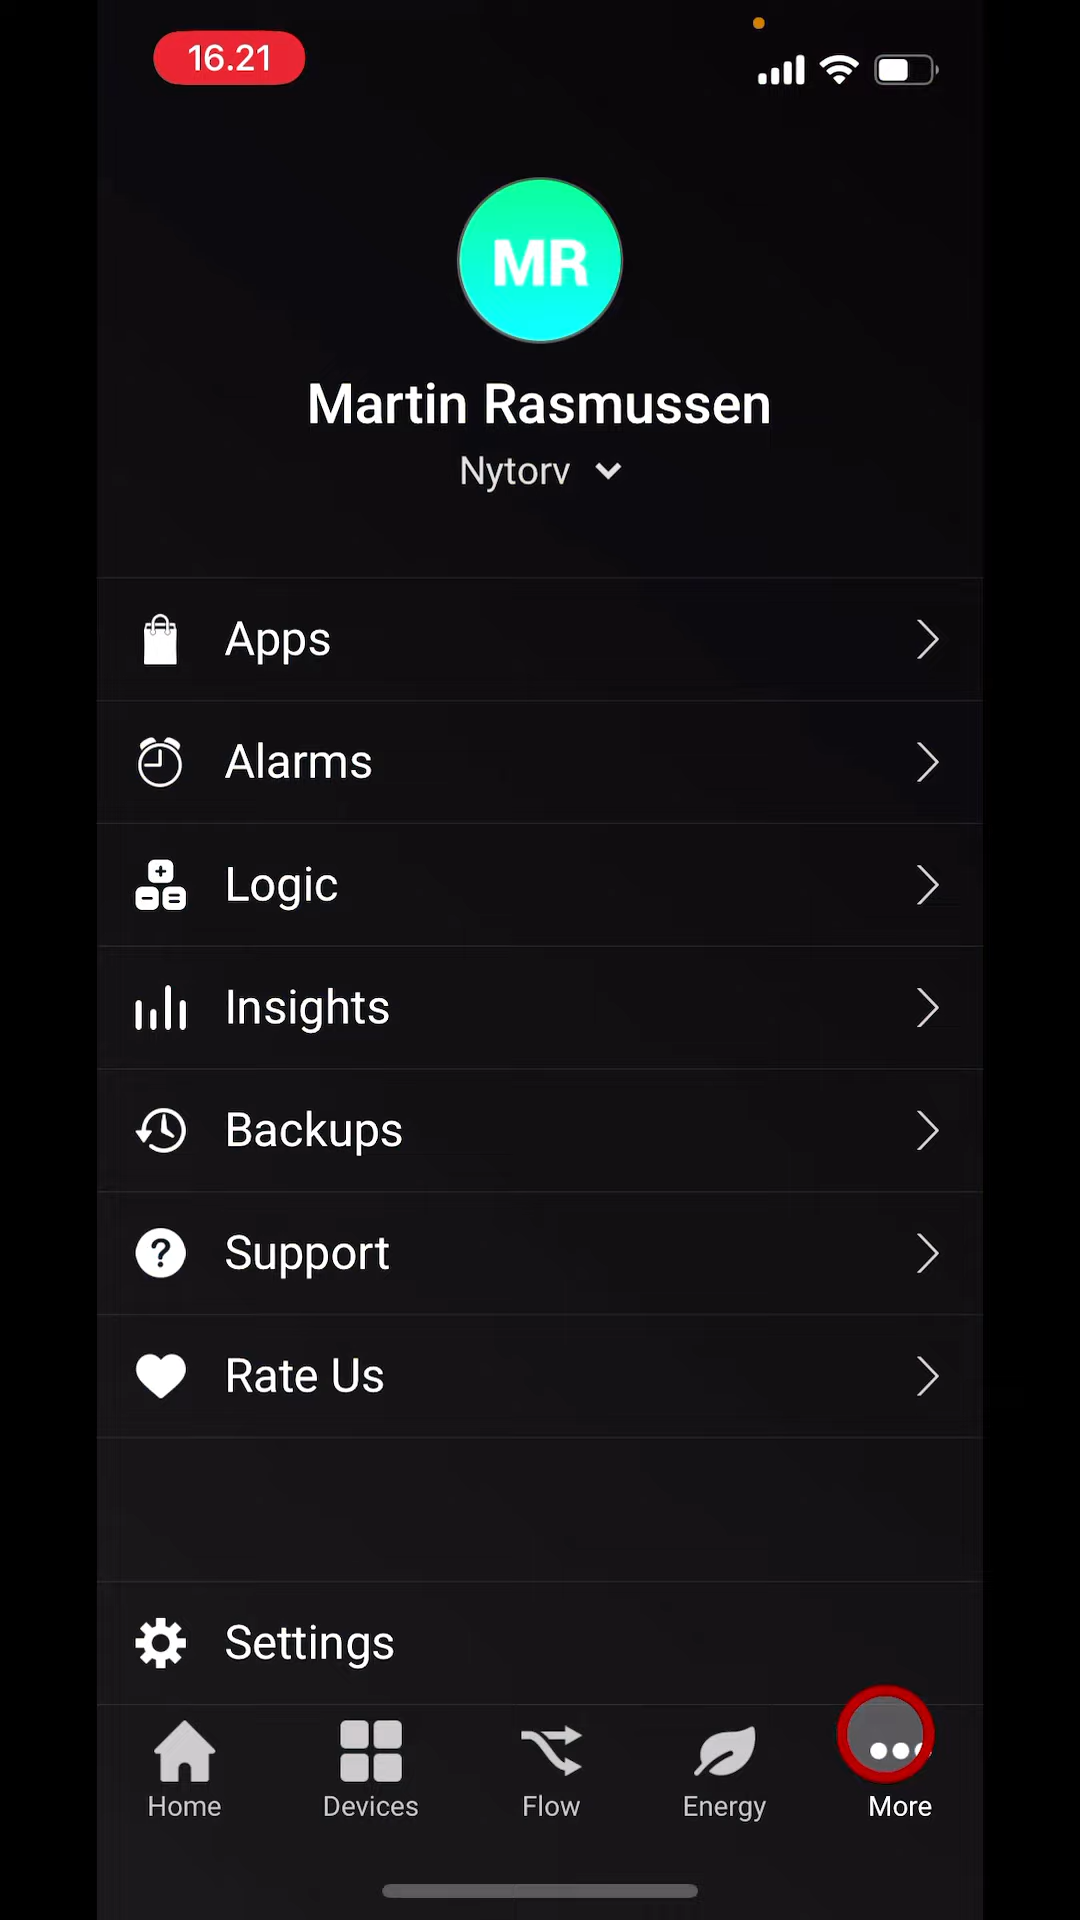 16.21
MR
Martin Rasmussen
Nytorv
Apps
Alarms
Logic
Insights
Backups
Support
Rate Us
Settings
Home
Devices
Flow
Energy
More